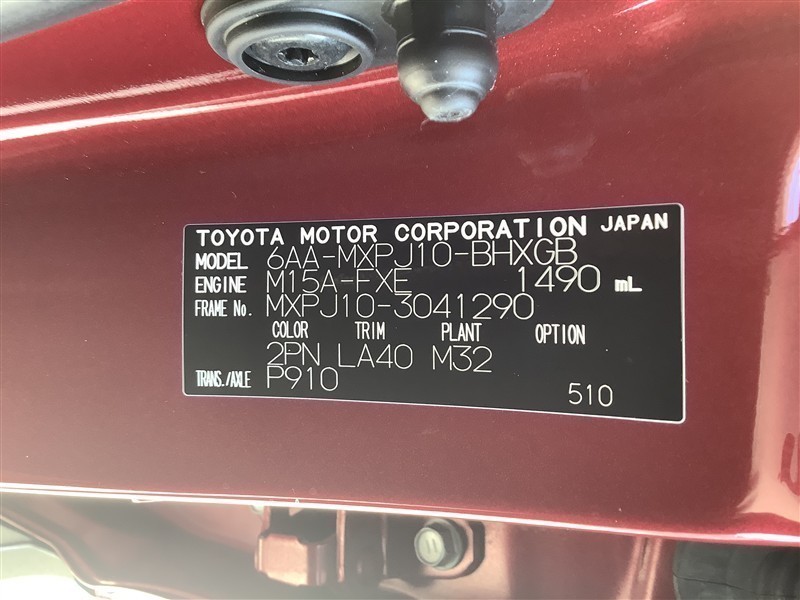 TOYOTA MOTOR CORPORATION JAPAN
MODEL 6AA-MXPJ10-BHXGB
ENGINE M15A-FXE 1490 mL
FRAME No. MXPJ10-3041290
COLOR TRIM PLANT OPTION
2PN LA40 M32
TRANS./AXLE P910
510